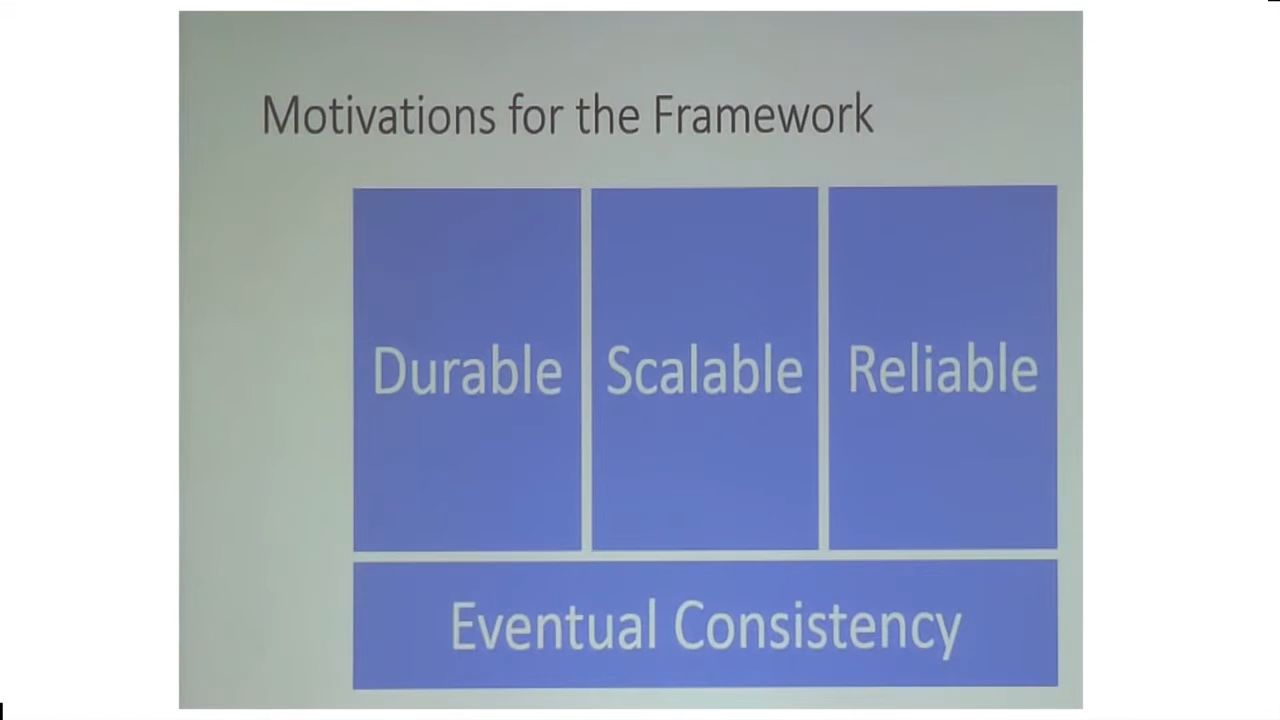 Motivations for the Framework
Durable
Scalable
Reliable
Eventual Consistency